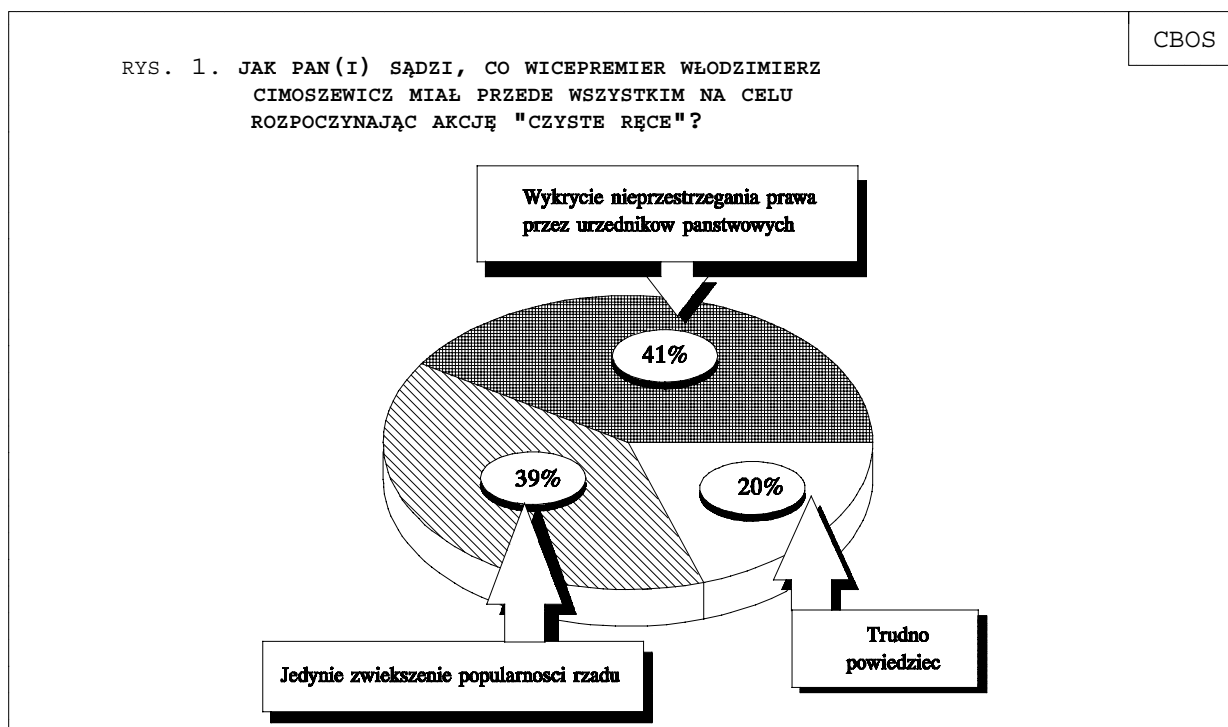 CBOS
RYS. 1. JAK PAN(I) SĄDZI, CO WICEPREMIER WŁODZIMIERZ
CIMOSZEWICZ MIAŁ PRZEDE WSZYSTKIM NA CELU
ROZPOCZYNAJĄC AKCJĘ "CZYSTE RĘCE"?
Wykrycie nieprzestrzegania prawa
przez urzednikow panstwowych
41%
39%
20%
Trudno
powiedziec
Jedynie zwiekszenie popularnosci rzadu